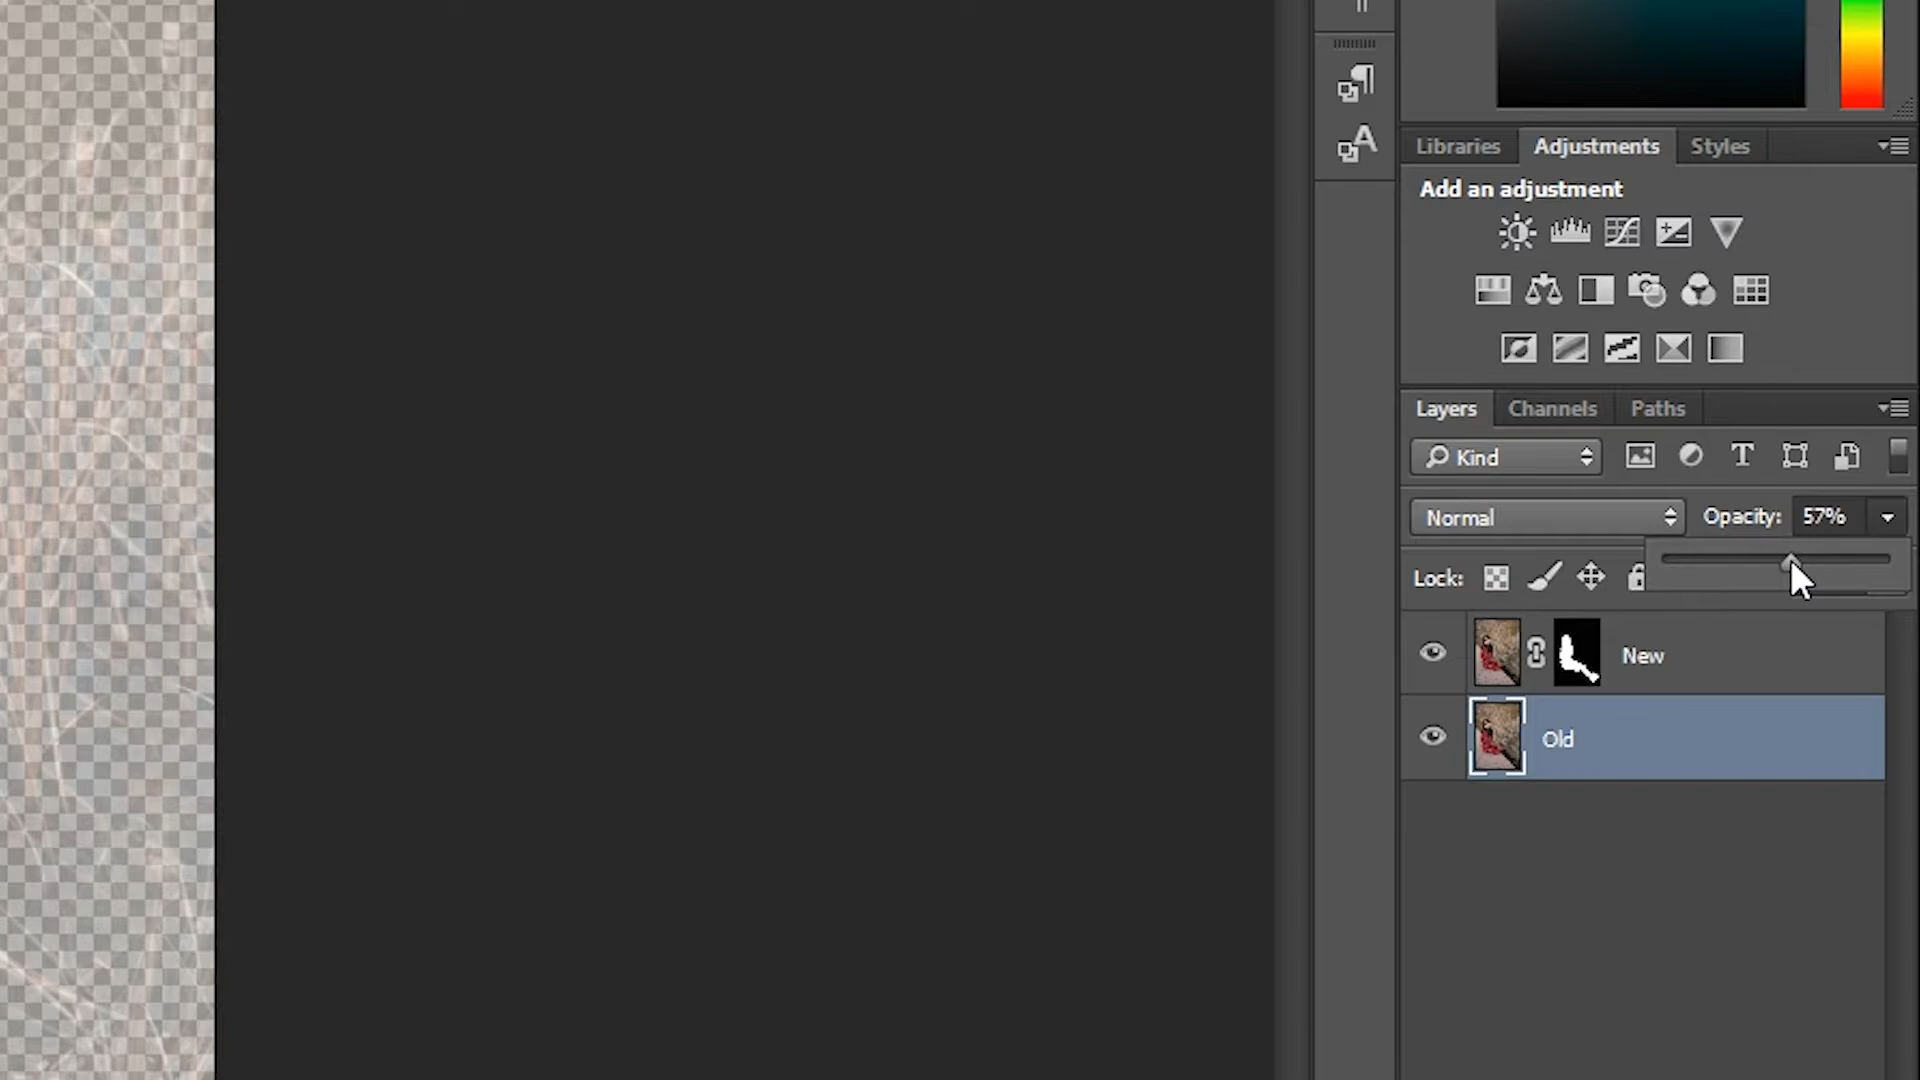 Libraries Adjustments Styles
Add an adjustment
Layers Channels Paths
Kind
Normal Opacity: 57%
Lock:
New
Old